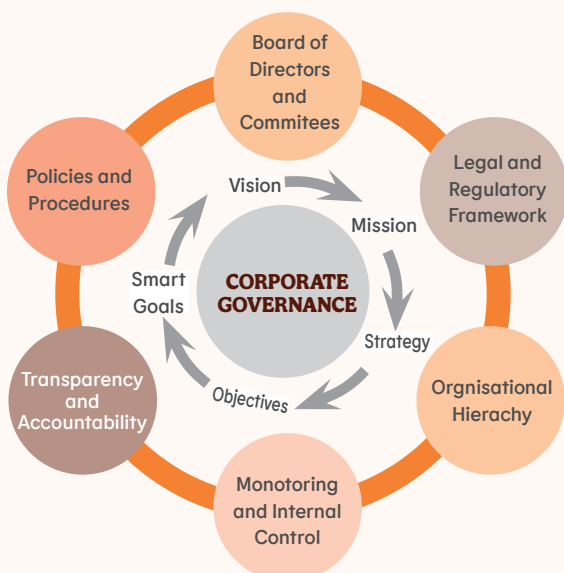 Board of
Directors
and
Commitees
Policies and
Procedures
Legal and
Regulatory
Framework
Vision
Mission
Smart
Goals
CORPORATE
GOVERNANCE
Strategy
Objectives
Transparency
and
Accountability
Orgnisational
Hierachy
Monotoring
and Internal
Control